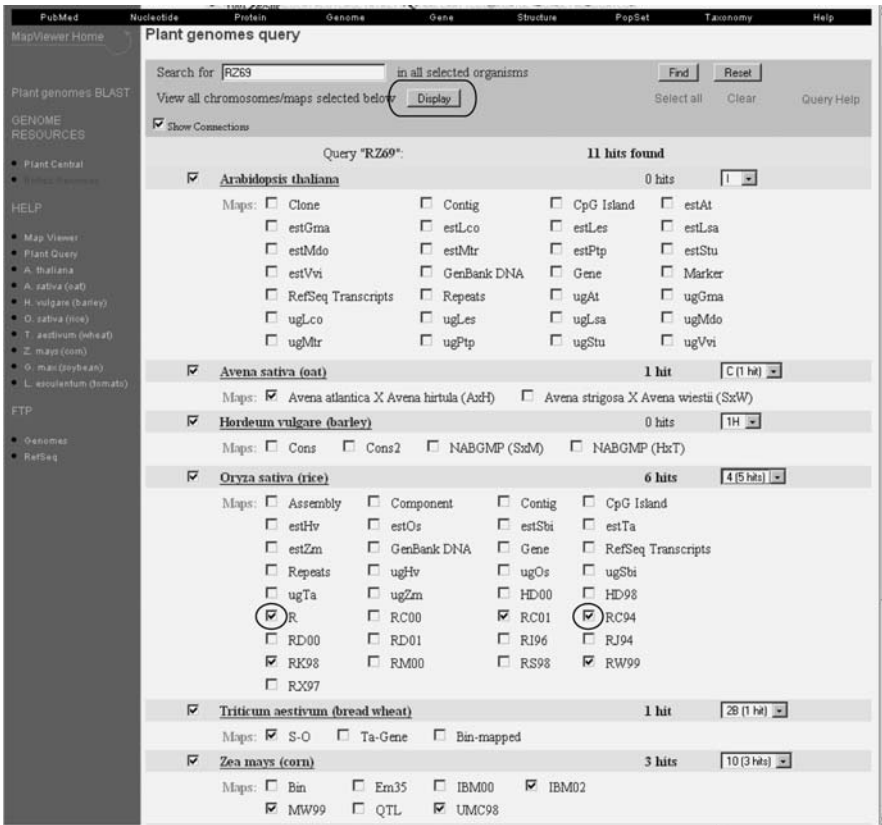 PubMed Nucleotide Protein Genome Gene Structure PopSet Taxonomy Help
MapViewer Home
Plant genomes query
Search for RZ69 in all selected organisms Find Reset
View all chromosomes/maps selected below Display Select all Clear Query Help
Show Connections
Plant genomes BLAST
GENOME
RESOURCES
Plant Central
HELP
Map Viewer
Plant Query
A. thaliana
A. sativa (oat)
H. vulgare (barley)
O. sativa (rice)
T. aestivum (wheat)
Z. mays (corn)
G. max (soybean)
L. esculentum (tomato)
FTP
Genomes
RefSeq
Query "RZ69": 11 hits found
Arabidopsis thaliana 0 hits I
Maps: Clone Contig CpG Island estAt
estGma estLco estLes estLsa
estMdo estMtr estPtp estStu
estVvi GenBank DNA Gene Marker
RefSeq Transcripts Repeats ugAt ugGma
ugLco ugLes ugLsa ugMdo
ugMtr ugPtp ugStu ugVvi
Avena sativa (oat) 1 hit C (1 hit)
Maps: Avena atlantica X Avena hirtula (AxH) Avena strigosa X Avena wiestii (SxW)
Hordeum vulgare (barley) 0 hits 1H
Maps: Cons Cons2 NABGMP (SxM) NABGMP (HxT)
Oryza sativa (rice) 6 hits 4 (5 hits)
Maps: Assembly Component Contig CpG Island
estHv estOs estSbi estTa
estZm GenBank DNA Gene RefSeq Transcripts
Repeats ugHv ugOs ugSbi
ugTa ugZm HD00 HD98
R RC00 RC01 RC94
RD00 RD01 RI96 RJ94
RK98 RM00 RS98 RW99
RX97
Triticum aestivum (bread wheat) 1 hit 2B (1 hit)
Maps: S-O Ta-Gene Bin-mapped
Zea mays (corn) 3 hits 10 (3 hits)
Maps: Bin Em35 IBM00 IBM02
MW99 QTL UMC98